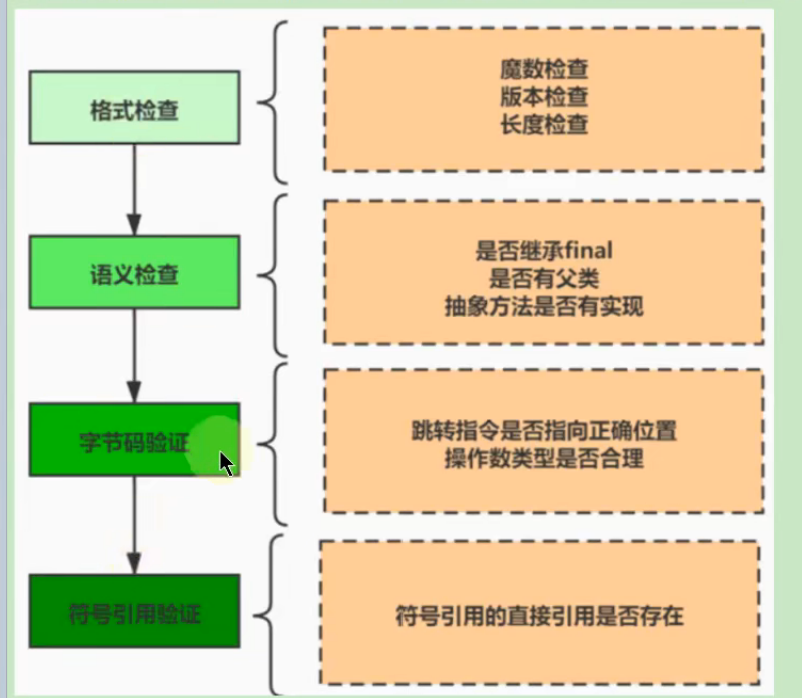 格式检查
魔数检查
版本检查
长度检查
语义检查
是否继承final
是否有父类
抽象方法是否有实现
字节码验证
跳转指令是否指向正确位置
操作数类型是否合理
符号引用验证
符号引用的直接引用是否存在